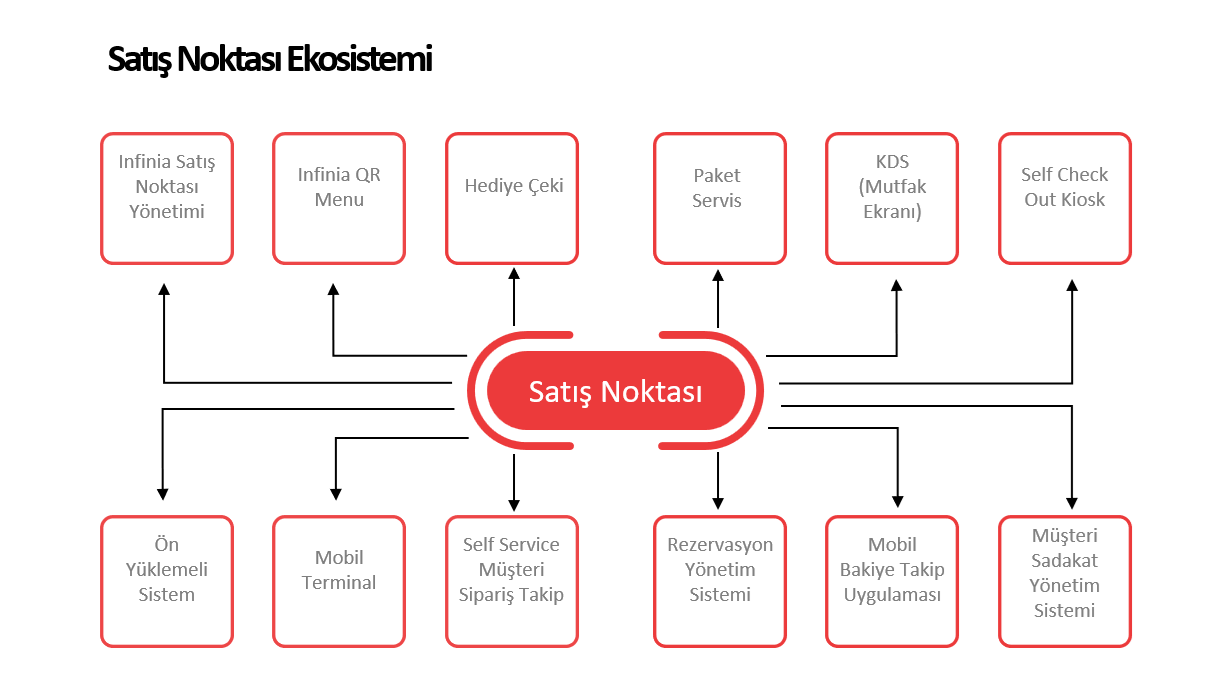 Satış Noktası Ekosistemi
Infinia Satış
Noktası
Yönetimi
Infinia QR
Menu
Hediye Çeki
Paket
Servis
KDS
(Mutfak
Ekranı)
Self Check
Out Kiosk
Satış Noktası
Ön
Yüklemeli
Sistem
Mobil
Terminal
Self Service
Müşteri
Sipariş Takip
Rezervasyon
Yönetim
Sistemi
Mobil
Bakiye Takip
Uygulaması
Müşteri
Sadakat
Yönetim
Sistemi